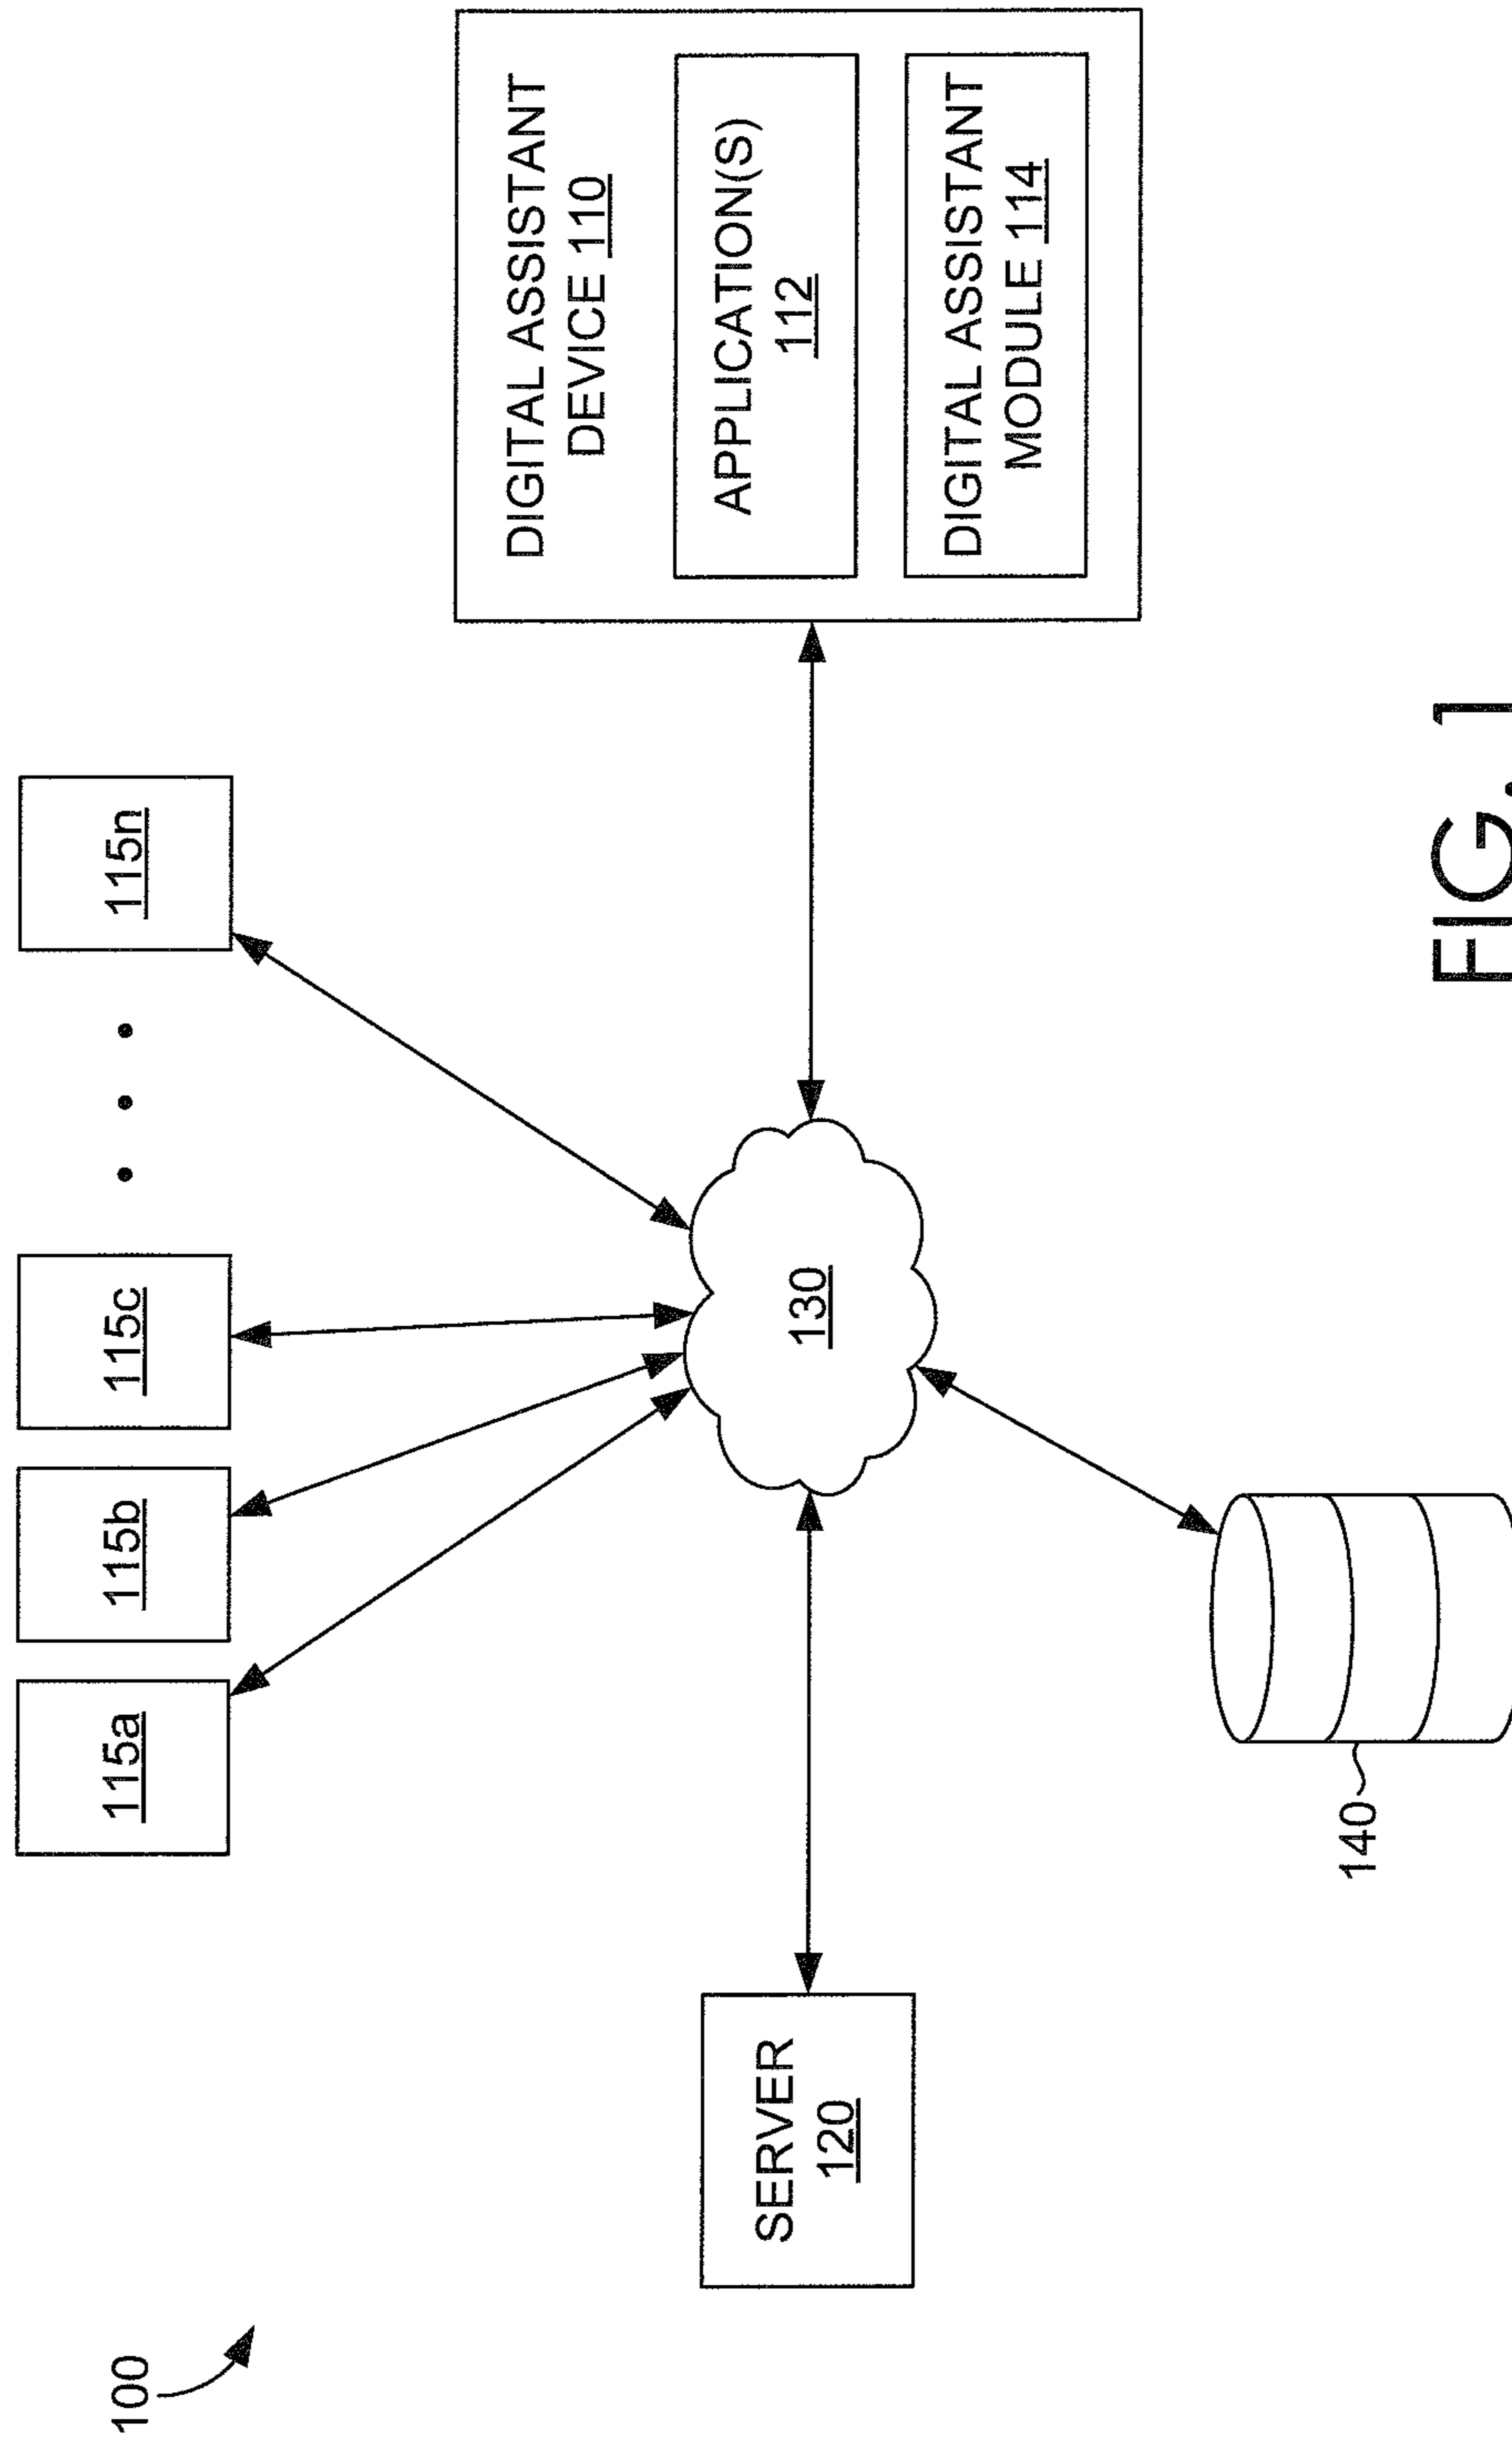 100
115a
115b
115c
115n
SERVER
120
130
DIGITAL ASSISTANT
DEVICE 110
APPLICATION(S)
112
DIGITAL ASSISTANT
MODULE 114
140
FIG. 1